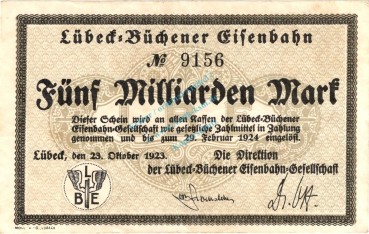 Lübeck-Büchener Eisenbahn
№ 9156
Fünf Milliarden Mark
Dieser Schein wird an allen Kassen der Lübeck-Büchener
Eisenbahn-Gesellschaft wie gesetzliche Zahlmittel in Zahlung
genommen und bis zum 29. Februar 1924 eingelöst.
Lübeck, den 23. Oktober 1923.
Die Direktion
der Lübeck-Büchener Eisenbahn-Gesellschaft
L
B E